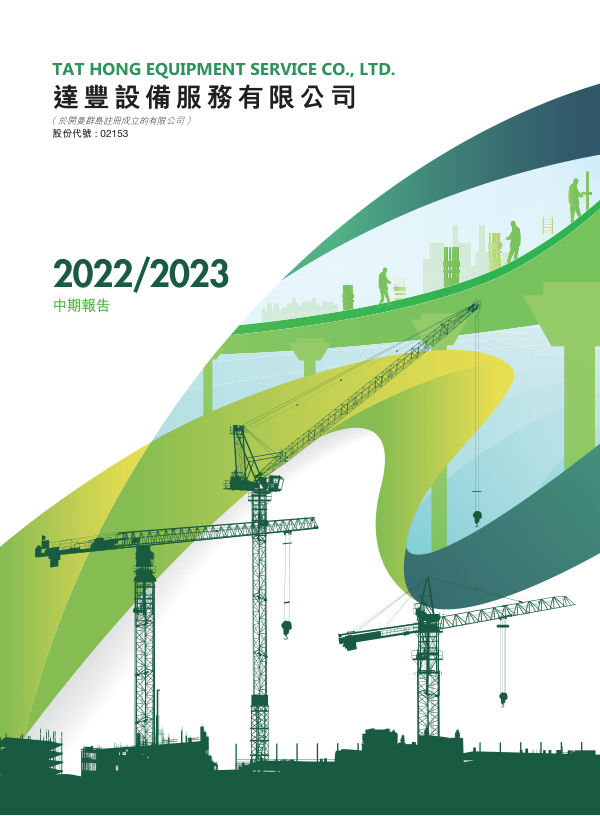 TAT HONG EQUIPMENT SERVICE CO., LTD.
達豐設備服務有限公司
（於開曼群島註冊成立的有限公司）
股份代號 : 02153
2022/2023
中期報告